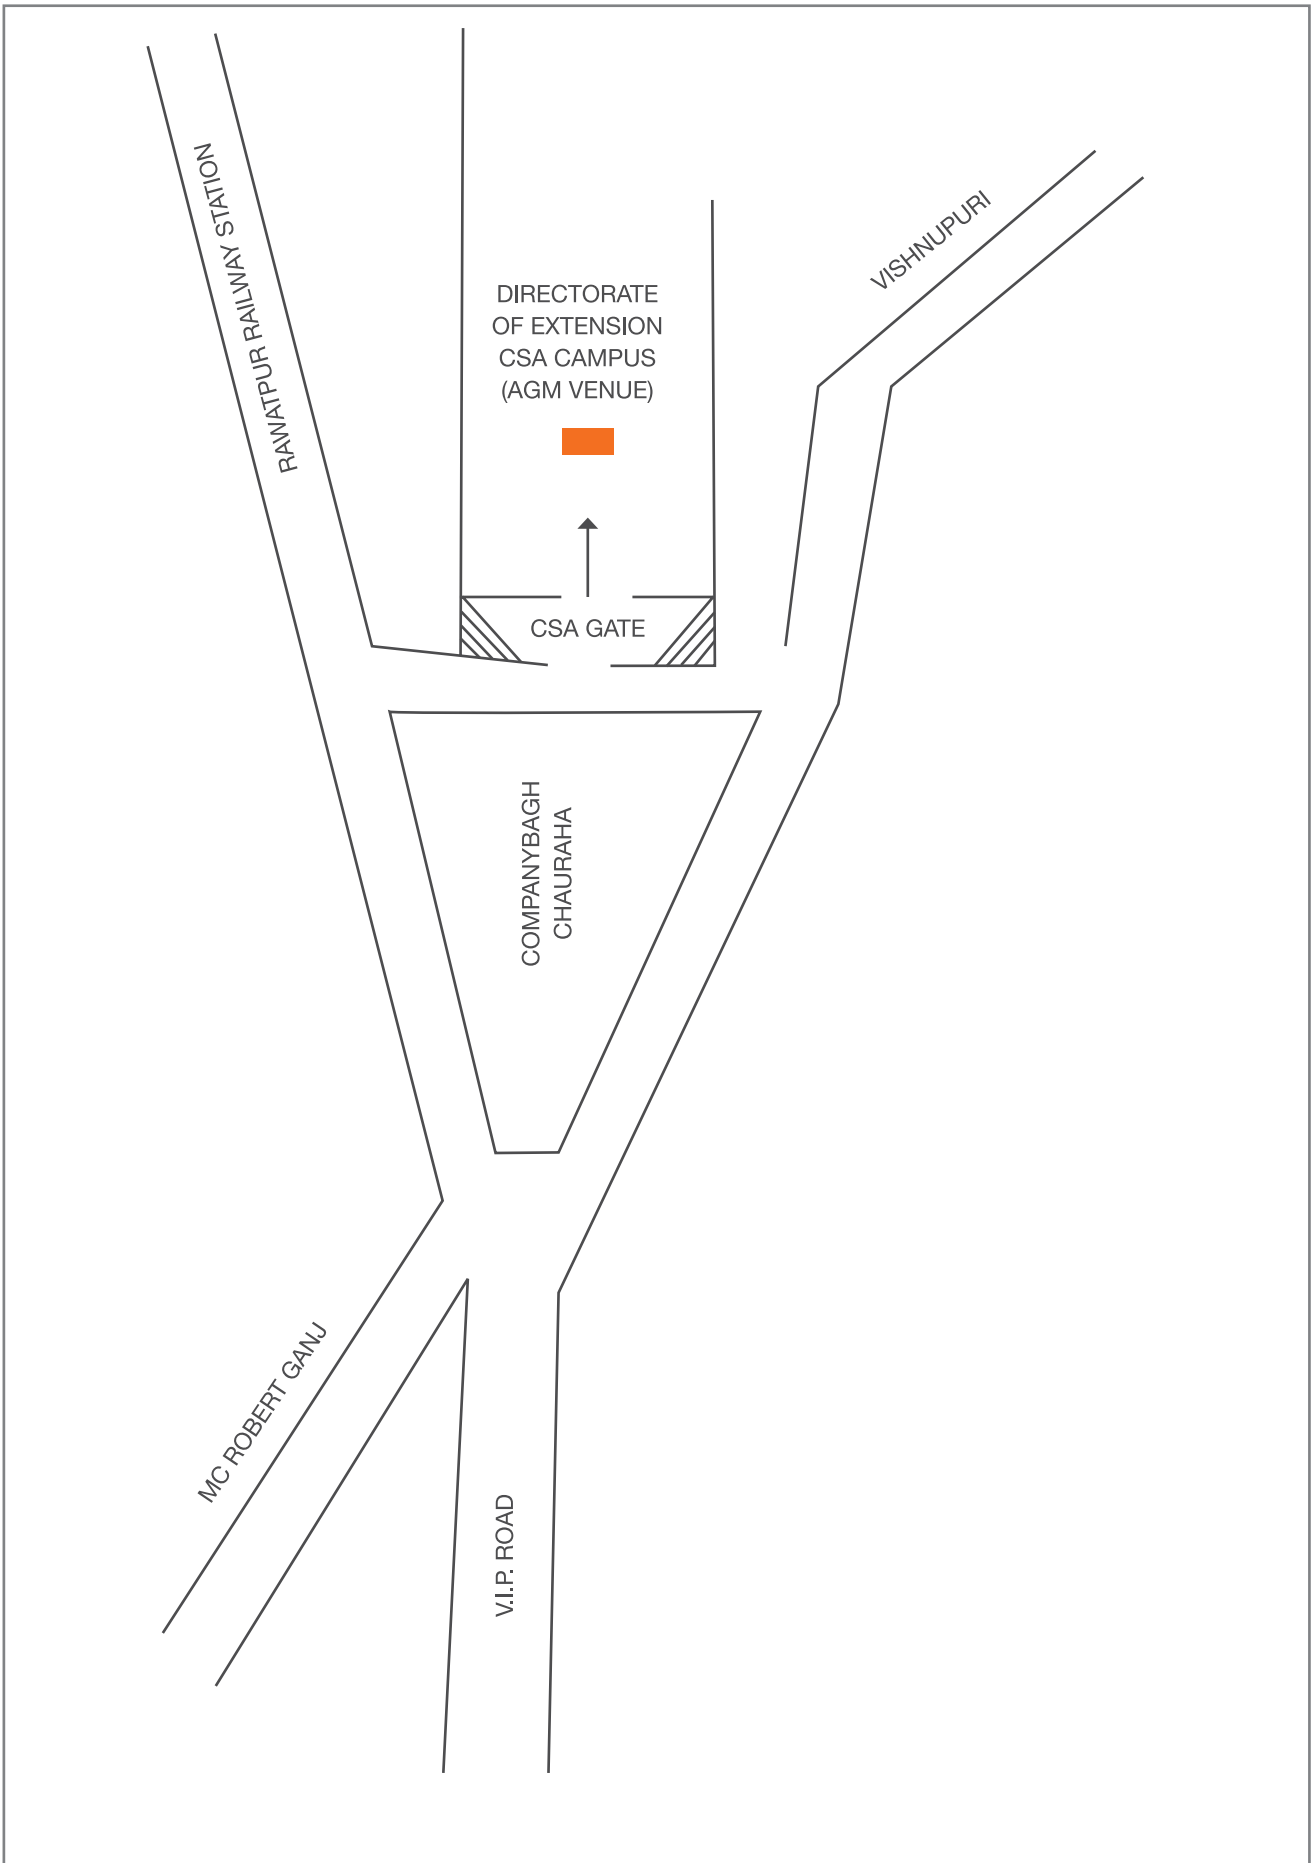 RAWATPUR RAILWAY STATION
VISHNUPURI
DIRECTORATE
OF EXTENSION
CSA CAMPUS
(AGM VENUE)
CSA GATE
COMPANYBAGH
CHAURAHA
MC ROBERT GANJ
V.I.P. ROAD